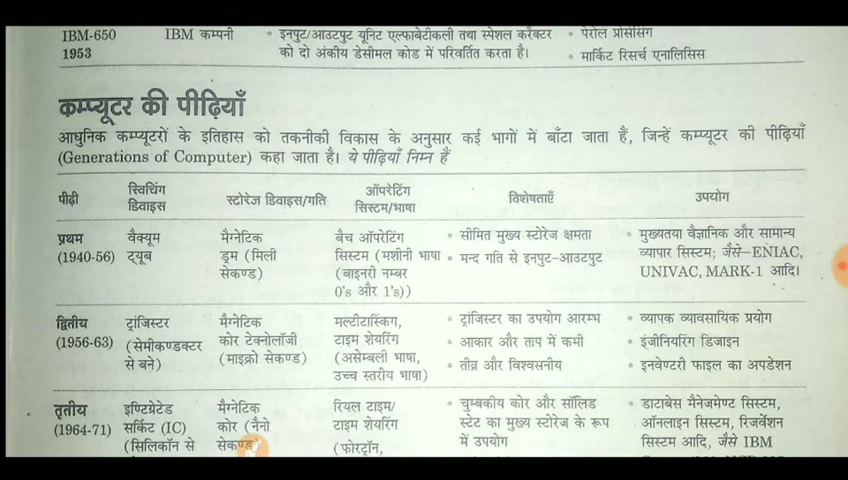 IBM-650 IBM कम्पनी • इनपुट/आउटपुट यूनिट एल्फाबेटीकली तथा स्पेशल करैक्टर • पेरोल प्रोसेसिंग
1953 को दो अंकीय डेसीमल कोड में परिवर्तित करता है। • मार्किट रिसर्च एनालिसिस
कम्प्यूटर की पीढ़ियाँ
आधुनिक कम्प्यूटरों के इतिहास को तकनीकी विकास के अनुसार कई भागों में बाँटा जाता है, जिन्हें कम्प्यूटर की पीढ़ियाँ
(Generations of Computer) कहा जाता है। ये पीढ़ियाँ निम्न हैं
पीढ़ी स्विचिंग डिवाइस स्टोरेज डिवाइस/गति ऑपरेटिंग सिस्टम/भाषा विशेषताएँ उपयोग
प्रथम वैक्यूम मैग्नेटिक बैच ऑपरेटिंग • सीमित मुख्य स्टोरेज क्षमता • मुख्यतया वैज्ञानिक और सामान्य
(1940-56) ट्यूब ड्रम (मिली सिस्टम (मशीनी भाषा • मन्द गति से इनपुट-आउटपुट व्यापार सिस्टम; जैसे–ENIAC,
सेकण्ड) (बाइनरी नम्बर UNIVAC, MARK-1 आदि।
0's और 1's))
द्वितीय ट्रांजिस्टर मैग्नेटिक मल्टीटास्किंग, • ट्रांजिस्टर का उपयोग आरम्भ • व्यापक व्यावसायिक प्रयोग
(1956-63) (सेमीकण्डक्टर कोर टेक्नोलॉजी टाइम शेयरिंग • आकार और ताप में कमी • इंजीनियरिंग डिजाइन
से बने) (माइक्रो सेकण्ड) (असेम्बली भाषा, • तीव्र और विश्वसनीय • इनवेण्टरी फाइल का अपडेशन
उच्च स्तरीय भाषा)
तृतीय इण्टिग्रेटेड मैग्नेटिक रियल टाइम/ • चुम्बकीय कोर और सॉलिड • डाटाबेस मैनेजमेण्ट सिस्टम,
(1964-71) सर्किट (IC) कोर (नैनो टाइम शेयरिंग स्टेट का मुख्य स्टोरेज के रूप ऑनलाइन सिस्टम, रिजर्वेशन
(सिलिकॉन से सेकण्ड) (फोरट्रॉन, में उपयोग सिस्टम आदि, जैसे IBM